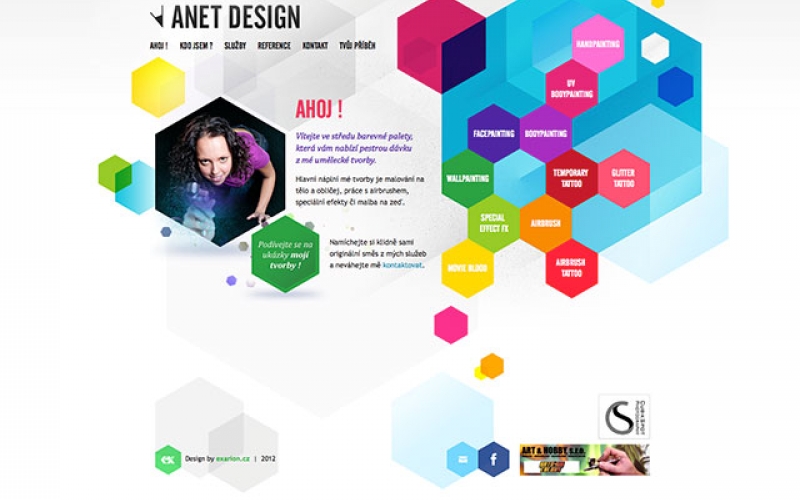 ANET DESIGN
AHOJ ! KDO JSEM ? SLUŽBY REFERENCE KONTAKT TVŮJ PŘÍBĚH
AHOJ !
Vítejte ve středu barevné palety,
která vám nabízí pestrou dávku
z mé umělecké tvorby.
Hlavní náplní mé tvorby je malování na
tělo a obličej, práce s airbrushem,
speciální efekty či malba na zeď.
Podívejte se na
ukázky mojí
tvorby !
Namíchejte si klidně sami
originální směs z mých služeb
a neváhejte mě kontaktovat.
HANDPAINTING
UV
BODYPAINTING
FACEPAINTING
BODYPAINTING
WALLPAINTING
TEMPORARY
TATTOO
GLITTER
TATTOO
SPECIAL
EFFECT FX
AIRBRUSH
MOVIE BLOOD
AIRBRUSH
TATTOO
ex
Design by exarion.cz | 2012
f
CS
ART & HOBBY s.r.o.